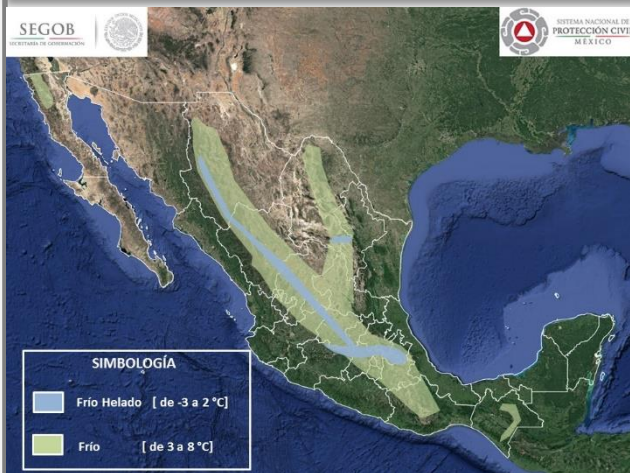 SEGOB
SECRETARÍA DE GOBERNACIÓN
SISTEMA NACIONAL DE
PROTECCIÓN CIVIL
MÉXICO
SIMBOLOGÍA
Frío Helado [ de -3 a 2 °C]
Frío [ de 3 a 8 °C]